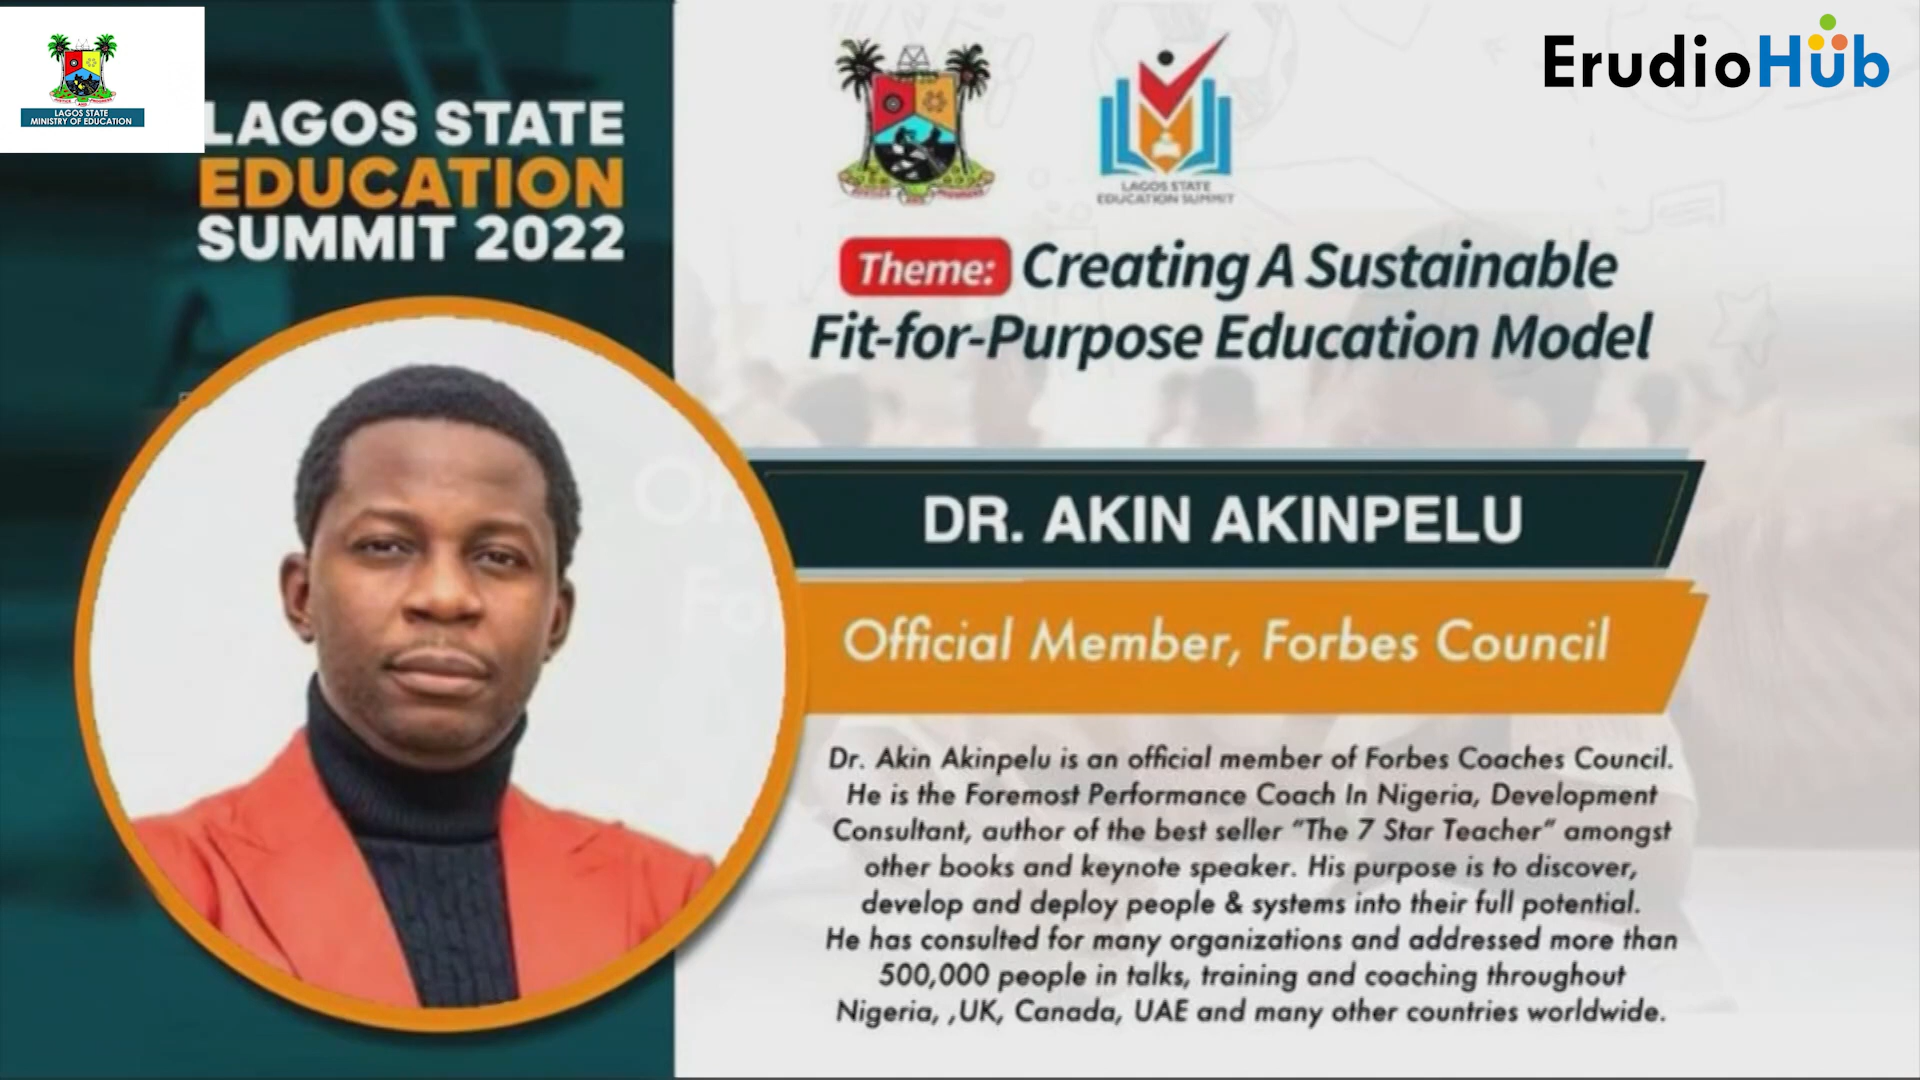 LAGOS STATE
MINISTRY OF EDUCATION
LAGOS STATE
EDUCATION
SUMMIT 2022
LAGOS STATE
EDUCATION SUMMIT
ErudioHub
Theme: Creating A Sustainable
Fit-for-Purpose Education Model
DR. AKIN AKINPELU
Official Member, Forbes Council
Dr. Akin Akinpelu is an official member of Forbes Coaches Council.
He is the Foremost Performance Coach In Nigeria, Development
Consultant, author of the best seller “The 7 Star Teacher” amongst
other books and keynote speaker. His purpose is to discover,
develop and deploy people & systems into their full potential.
He has consulted for many organizations and addressed more than
500,000 people in talks, training and coaching throughout
Nigeria, ,UK, Canada, UAE and many other countries worldwide.